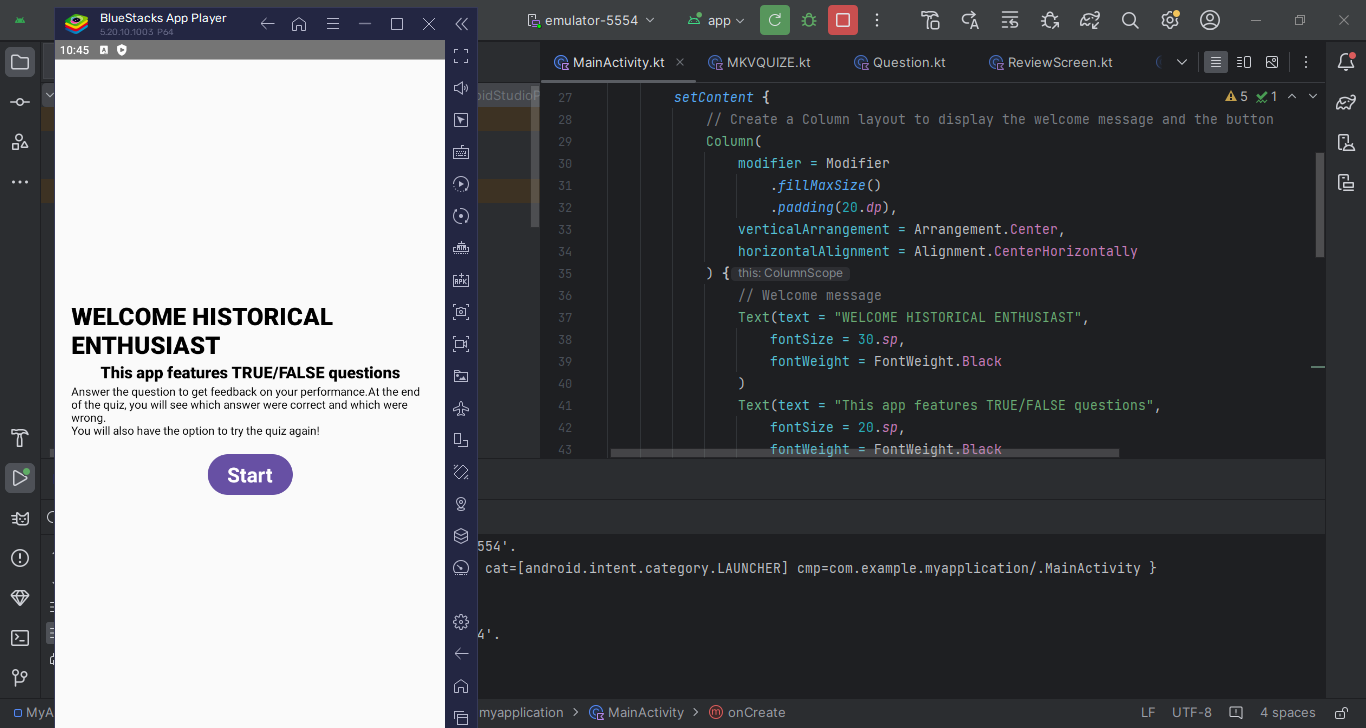 BlueStacks App Player
5.20.10.1003 P64
emulator-5554
app
10:45
MainActivity.kt
MKVQUIZE.kt
Question.kt
ReviewScreen.kt
oidStudioP
5
1
27 setContent {
28 // Create a Column layout to display the welcome message and the button
29 Column(
30 modifier = Modifier
31 .fillMaxSize()
32 .padding(20.dp),
33 verticalArrangement = Arrangement.Center,
34 horizontalAlignment = Alignment.CenterHorizontally
35 ) { this: ColumnScope
36 // Welcome message
37 Text(text = "WELCOME HISTORICAL ENTHUSIAST",
38 fontSize = 30.sp,
39 fontWeight = FontWeight.Black
40 )
41 Text(text = "This app features TRUE/FALSE questions",
42 fontSize = 20.sp,
43 fontWeight = FontWeight.Black
WELCOME HISTORICAL
ENTHUSIAST
This app features TRUE/FALSE questions
Answer the question to get feedback on your performance.At the end
of the quiz, you will see which answer were correct and which were
wrong.
You will also have the option to try the quiz again!
Start
554'.
cat=[android.intent.category.LAUNCHER] cmp=com.example.myapplication/.MainActivity }
4'.
MyA
myapplication > MainActivity > onCreate
LF
UTF-8
4 spaces